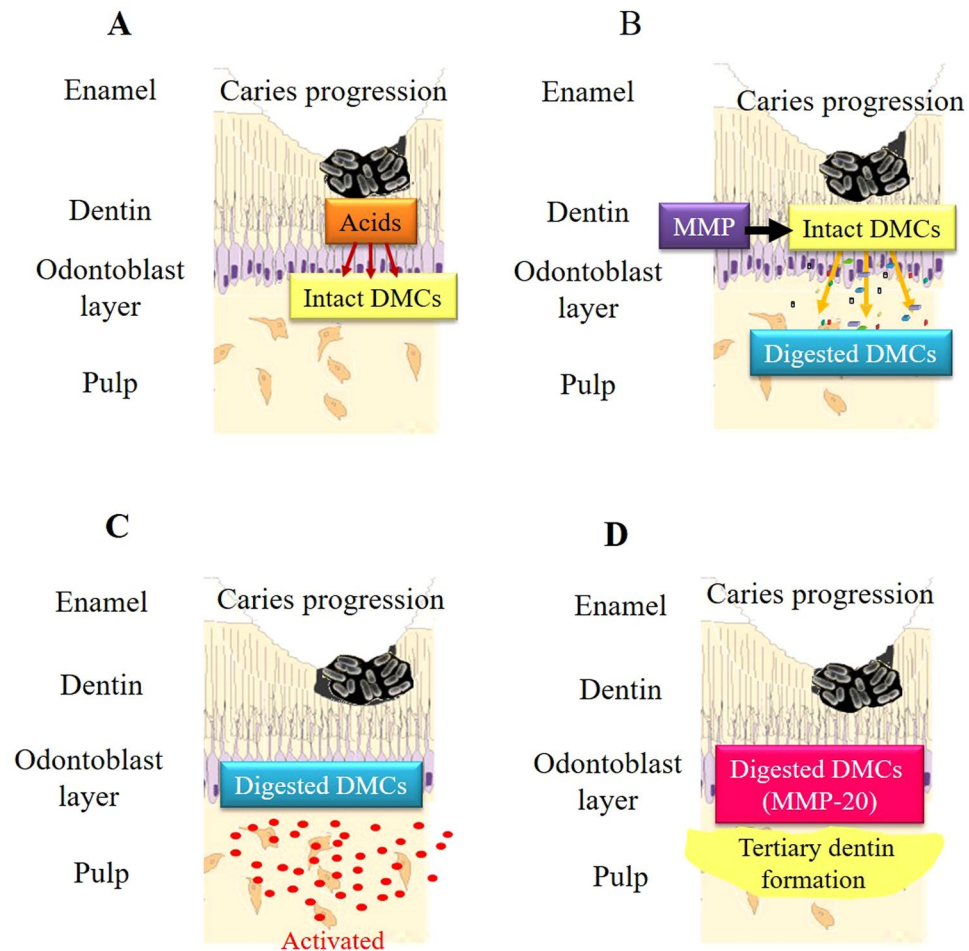 A
Enamel
Caries progression
Dentin
Acids
Odontoblast
layer
Intact DMCs
Pulp
B
Enamel
Caries progression
Dentin
MMP
Intact DMCs
Odontoblast
layer
Digested DMCs
Pulp
C
Enamel
Caries progression
Dentin
Odontoblast
layer
Digested DMCs
Pulp
Activated
D
Enamel
Caries progression
Dentin
Odontoblast
layer
Digested DMCs
(MMP-20)
Pulp
Tertiary dentin
formation